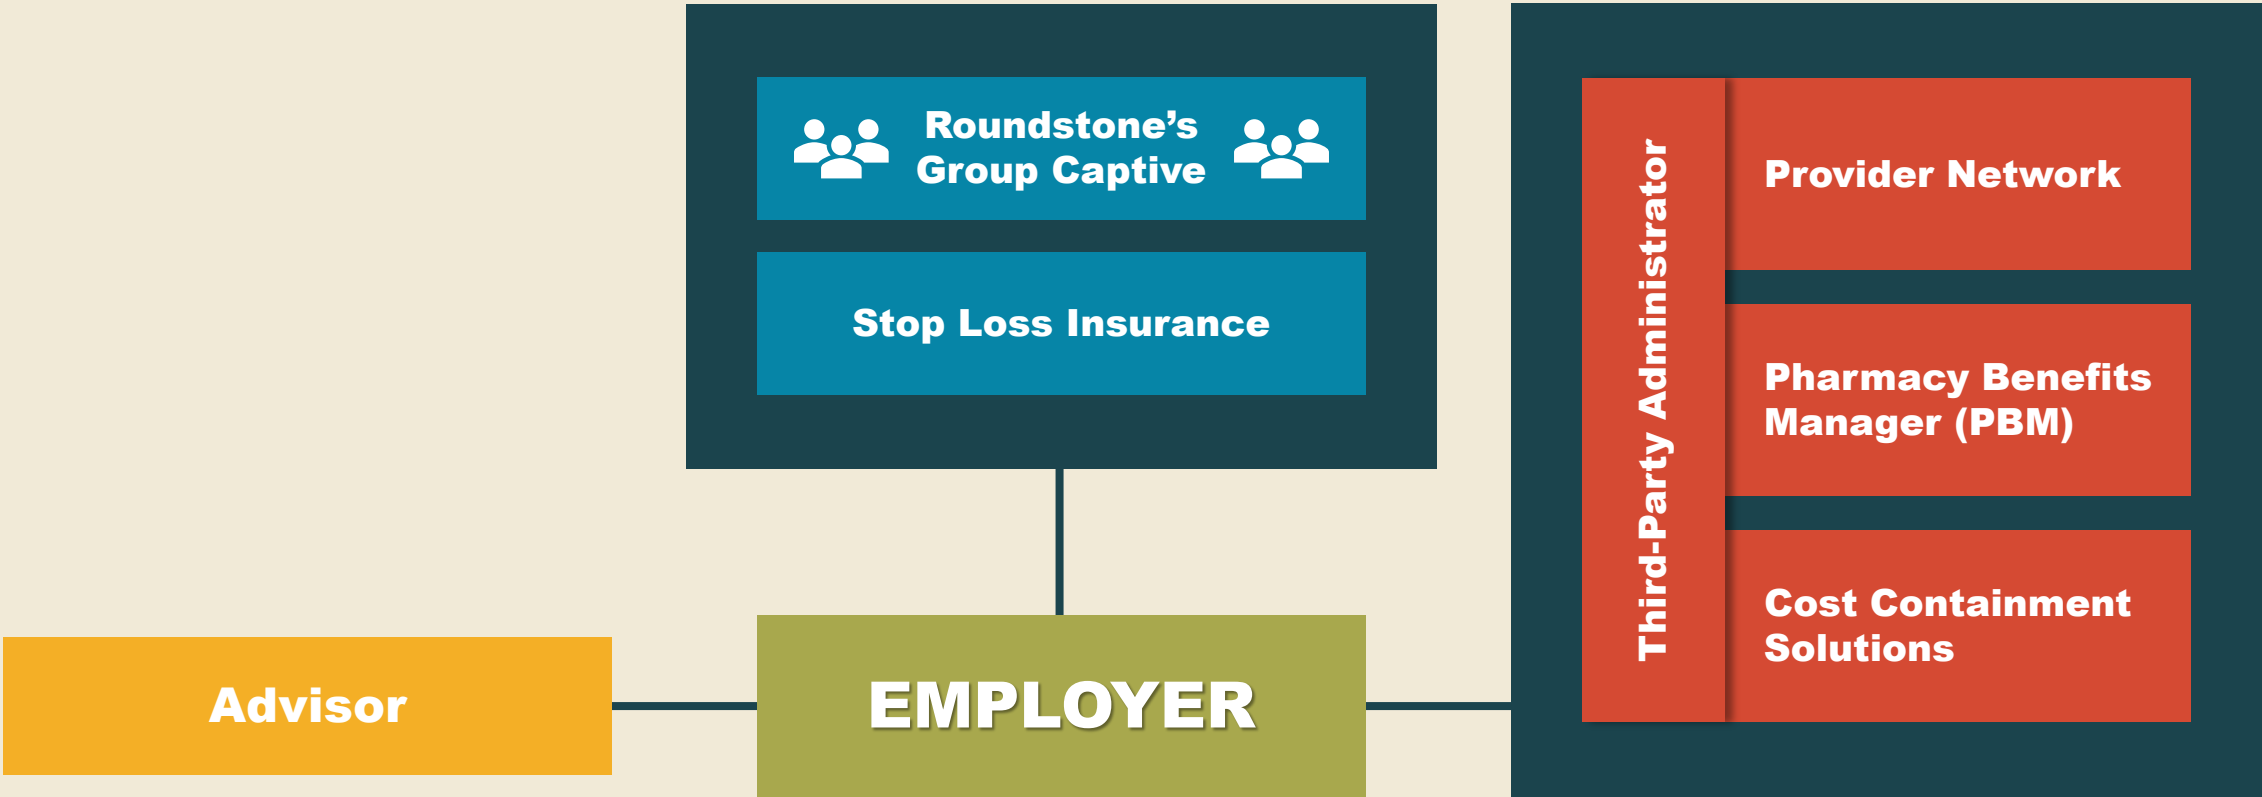 Roundstone’s
Group Captive
Stop Loss Insurance
Third-Party Administrator
Provider Network
Pharmacy Benefits
Manager (PBM)
Cost Containment
Solutions
Advisor
EMPLOYER